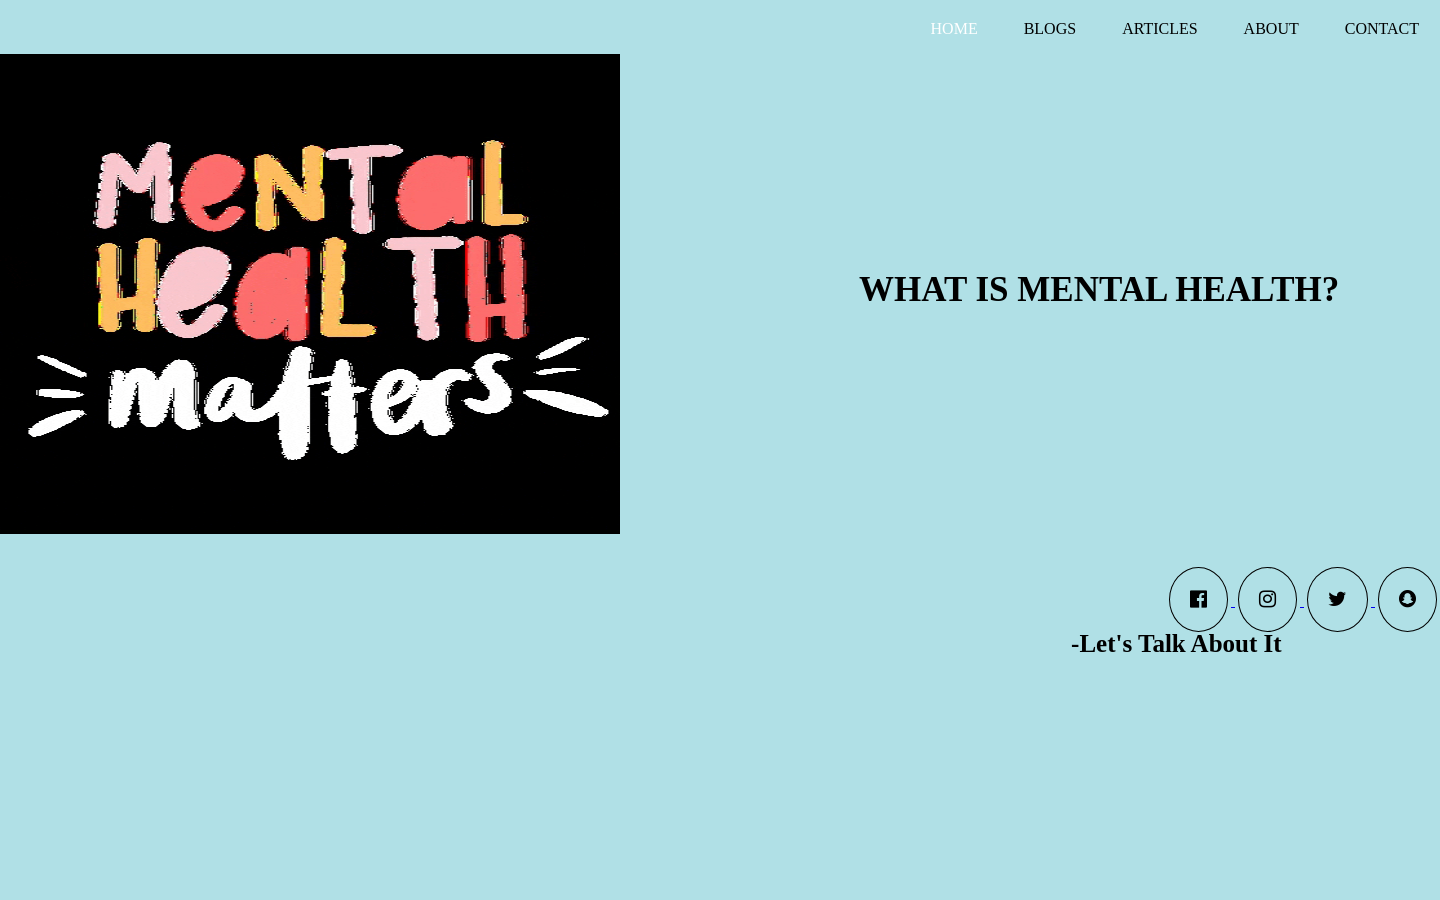 HOME BLOGS ARTICLES ABOUT CONTACT
MeNTaL
HeaLTH
matters
WHAT IS MENTAL HEALTH?
-Let's Talk About It